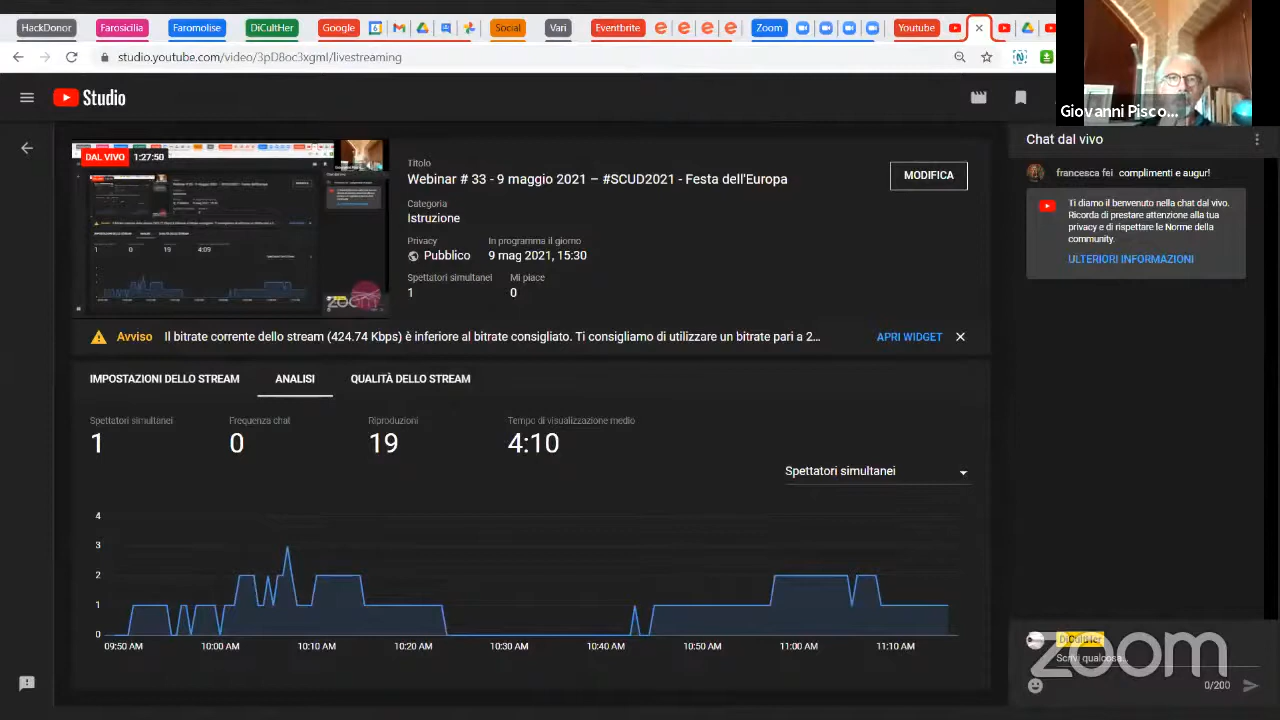 HackDonor Farosicilia Faromolise DiCultHer Google Social Vari Eventbrite Zoom Youtube
studio.youtube.com/video/3pD8qc3xgmI/livestreaming
Studio
Giovanni Pisco...
Chat dal vivo
DAL VIVO 1:27:50
Titolo
Webinar # 33 - 9 maggio 2021 – #SCUD2021 - Festa dell'Europa
MODIFICA
Categoria
Istruzione
Privacy In programma il giorno
Pubblico 9 mag 2021, 15:30
Spettatori simultanei Mi piace
1 0
francesca fei complimenti e augur!
Ti diamo il benvenuto nella chat dal vivo.
Ricorda di prestare attenzione alla tua
privacy e di rispettare le Norme della
community.
ULTERIORI INFORMAZIONI
Avviso Il bitrate corrente dello stream (424.74 Kbps) è inferiore al bitrate consigliato. Ti consigliamo di utilizzare un bitrate pari a 2... APRI WIDGET
IMPOSTAZIONI DELLO STREAM ANALISI QUALITÀ DELLO STREAM
Spettatori simultanei Frequenza chat Riproduzioni Tempo di visualizzazione medio
1 0 19 4:10
Spettatori simultanei
4
3
2
1
0
09:50 AM 10:00 AM 10:10 AM 10:20 AM 10:30 AM 10:40 AM 10:50 AM 11:00 AM 11:10 AM
DiCultHer
Scrivi qualcosa...
zoom
0/200